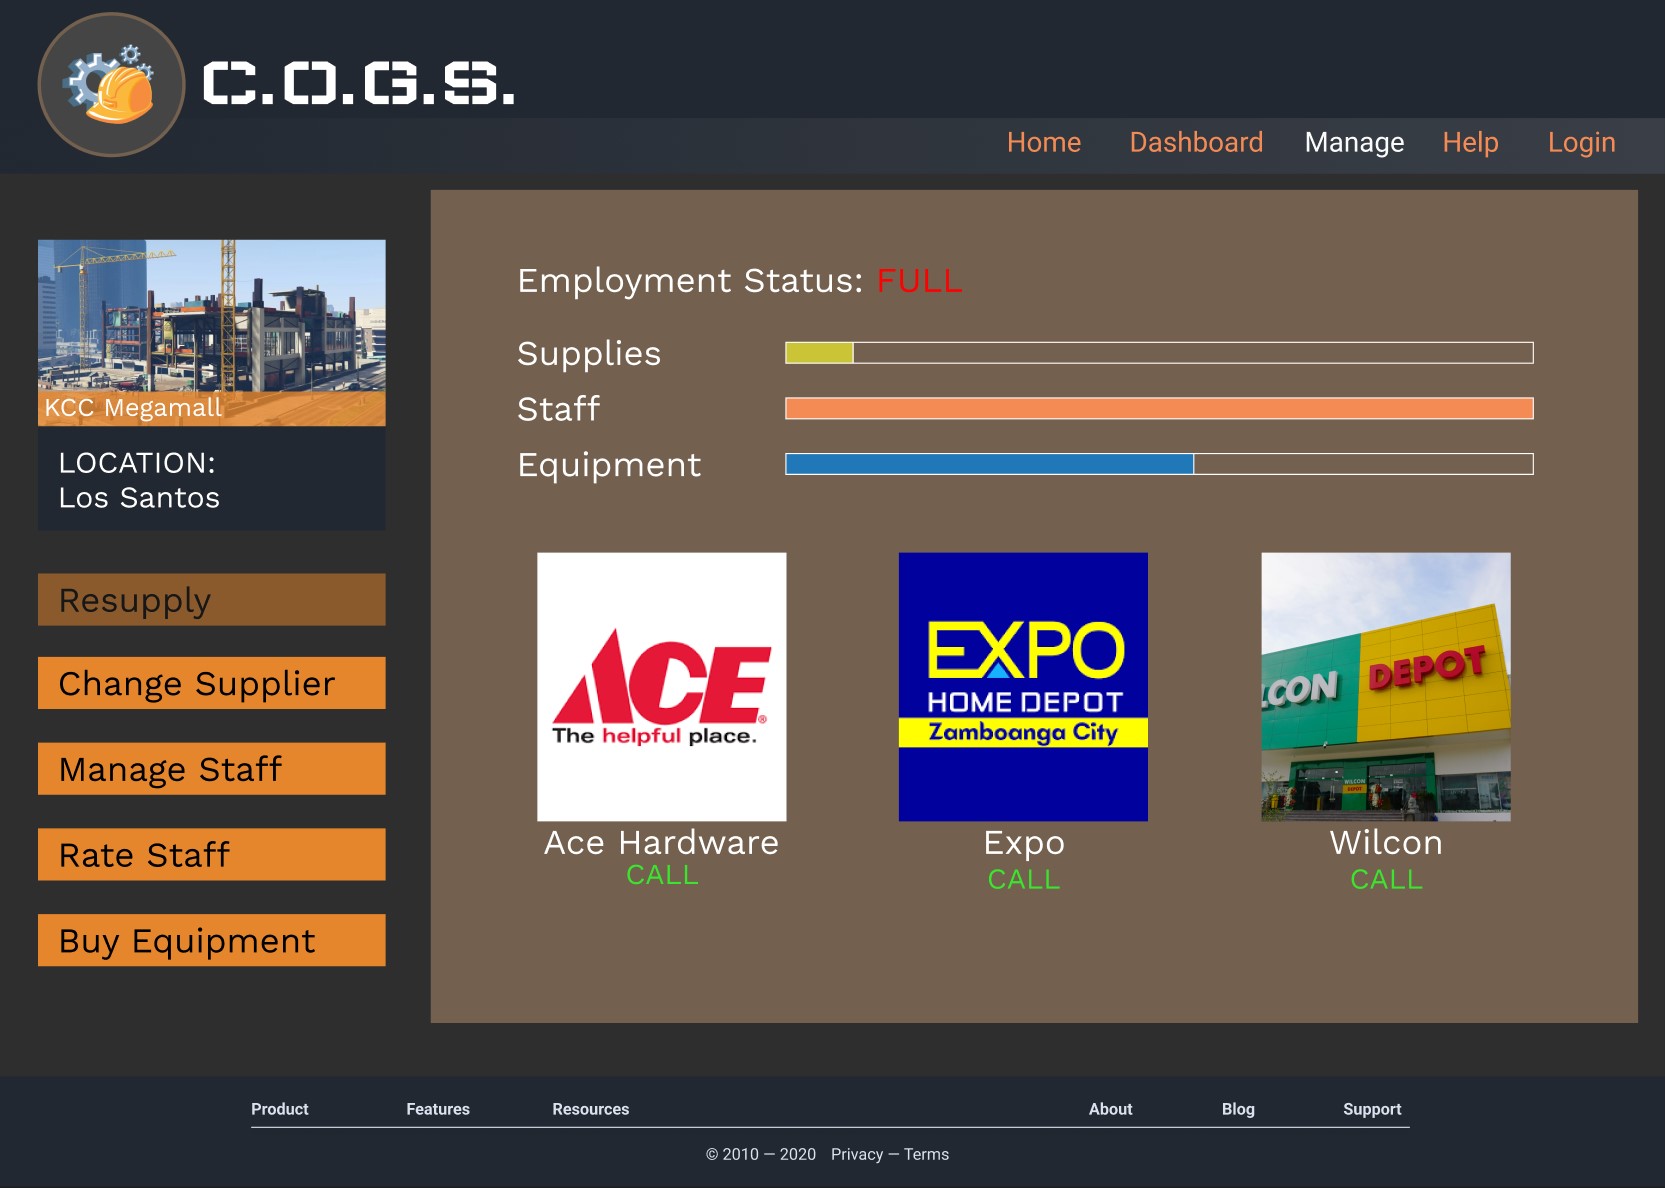 C.O.G.S.
Home Dashboard Manage Help Login
KCC Megamall
LOCATION:
Los Santos
Resupply
Change Supplier
Manage Staff
Rate Staff
Buy Equipment
Employment Status: FULL
Supplies
Staff
Equipment
ACE®
The helpful place.
Ace Hardware
CALL
EXPO
HOME DEPOT
Zamboanga City
Expo
CALL
LCON DEPOT
WILCON
DEPOT
Wilcon
CALL
Product Features Resources About Blog Support
© 2010 — 2020 Privacy — Terms